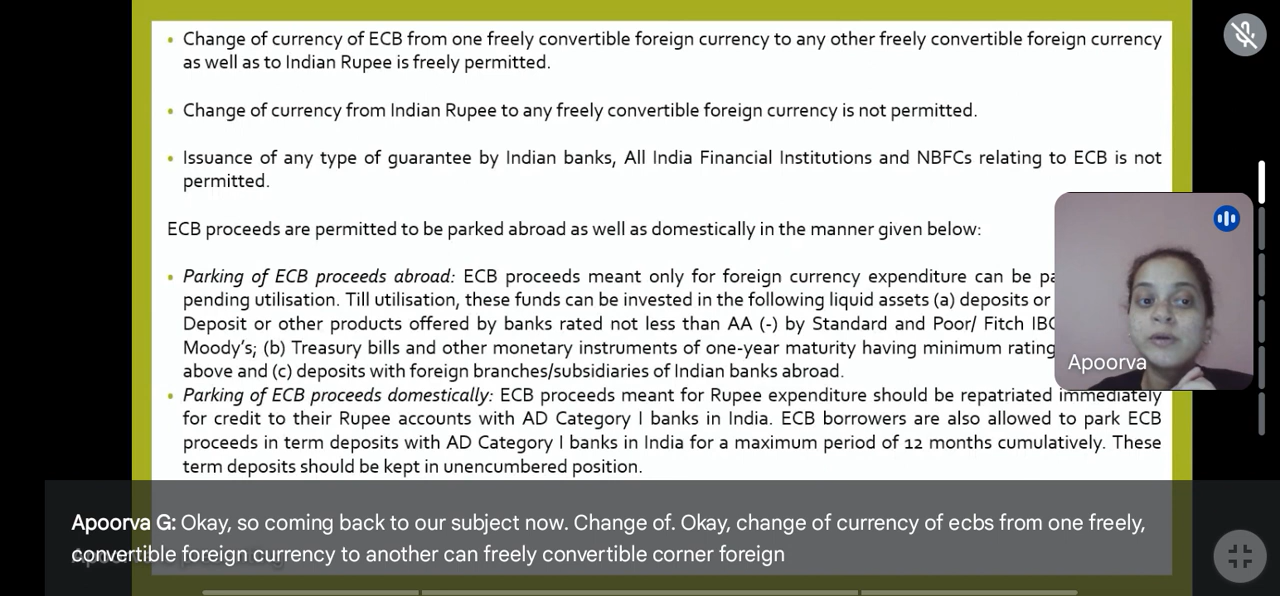 • Change of currency of ECB from one freely convertible foreign currency to any other freely convertible foreign currency
as well as to Indian Rupee is freely permitted.
• Change of currency from Indian Rupee to any freely convertible foreign currency is not permitted.
• Issuance of any type of guarantee by Indian banks, All India Financial Institutions and NBFCs relating to ECB is not
permitted.
ECB proceeds are permitted to be parked abroad as well as domestically in the manner given below:
• Parking of ECB proceeds abroad: ECB proceeds meant only for foreign currency expenditure can be
pending utilisation. Till utilisation, these funds can be invested in the following liquid assets (a) deposits or
Deposit or other products offered by banks rated not less than AA (-) by Standard and Poor/ Fitch
Moody's; (b) Treasury bills and other monetary instruments of one-year maturity having minimum rating
above and (c) deposits with foreign branches/subsidiaries of Indian banks abroad.
• Parking of ECB proceeds domestically: ECB proceeds meant for Rupee expenditure should be repatriated immediately
for credit to their Rupee accounts with AD Category I banks in India. ECB borrowers are also allowed to park ECB
proceeds in term deposits with AD Category I banks in India for a maximum period of 12 months cumulatively. These
term deposits should be kept in unencumbered position.
Apoorva
Apoorva G: Okay, so coming back to our subject now. Change of. Okay, change of currency of ecbs from one freely,
convertible foreign currency to another can freely convertible corner foreign